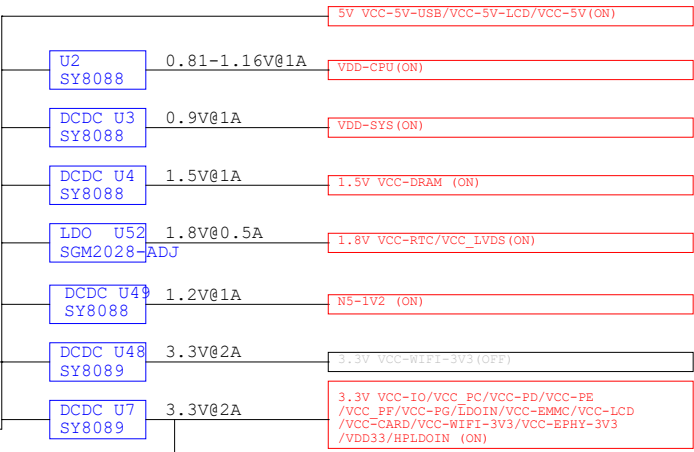 5V VCC-5V-USB/VCC-5V-LCD/VCC-5V(ON)
U2
SY8088
0.81-1.16V@1A
VDD-CPU(ON)
DCDC U3
SY8088
0.9V@1A
VDD-SYS(ON)
DCDC U4
SY8088
1.5V@1A
1.5V VCC-DRAM (ON)
LDO U52
SGM2028-ADJ
1.8V@0.5A
1.8V VCC-RTC/VCC_LVDS(ON)
DCDC U49
SY8088
1.2V@1A
N5-1V2 (ON)
DCDC U48
SY8089
3.3V@2A
3.3V VCC-WIFI-3V3(OFF)
DCDC U7
SY8089
3.3V@2A
3.3V VCC-IO/VCC_PC/VCC-PD/VCC-PE
/VCC_PF/VCC-PG/LDOIN/VCC-EMMC/VCC-LCD
/VCC-CARD/VCC-WIFI-3V3/VCC-EPHY-3V3
/VDD33/HPLDOIN (ON)